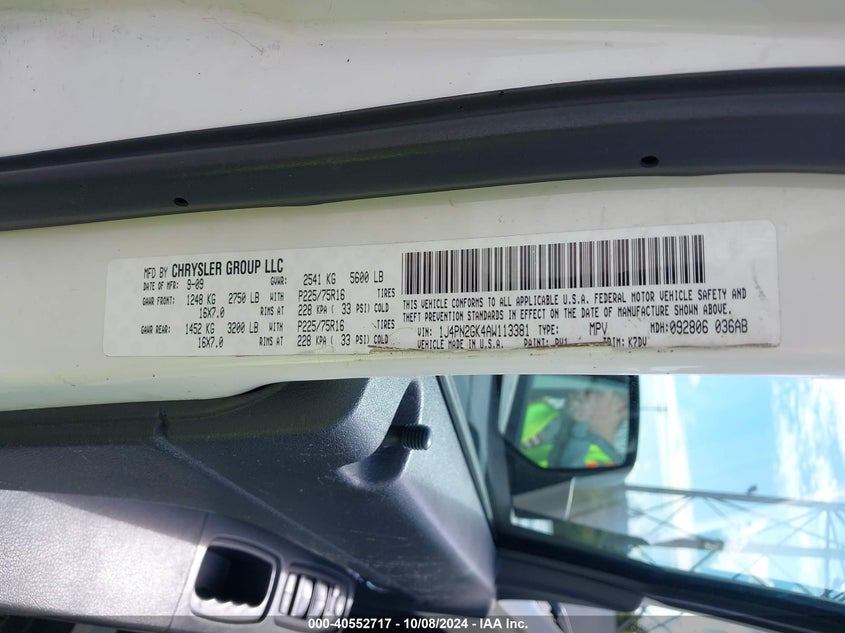 MFD BY CHRYSLER GROUP LLC
DATE OF MFR 9-09 GVWR: 2541 KG 5600 LB
GAWR FRONT: 1248 KG 2750 LB WITH P225/75R16 TIRES
16X7.0 RIMS AT 228 KPA ( 33 PSI) COLD
GAWR REAR: 1452 KG 3200 LB WITH P225/75R16 TIRES
16X7.0 RIMS AT 228 KPA ( 33 PSI) COLD
THIS VEHICLE CONFORMS TO ALL APPLICABLE U.S.A. FEDERAL MOTOR VEHICLE SAFETY AND
THEFT PREVENTION STANDARDS IN EFFECT ON THE DATE OF MANUFACTURE SHOWN ABOVE.
VIN: 1J4PN2GK4AW113381 TYPE: MPV MDH: 092806 036AB
VEHICLE MADE IN U.S.A. PAINT: PW1 TRIM: K7DV
000-40552717 - 10/08/2024 - IAA Inc.